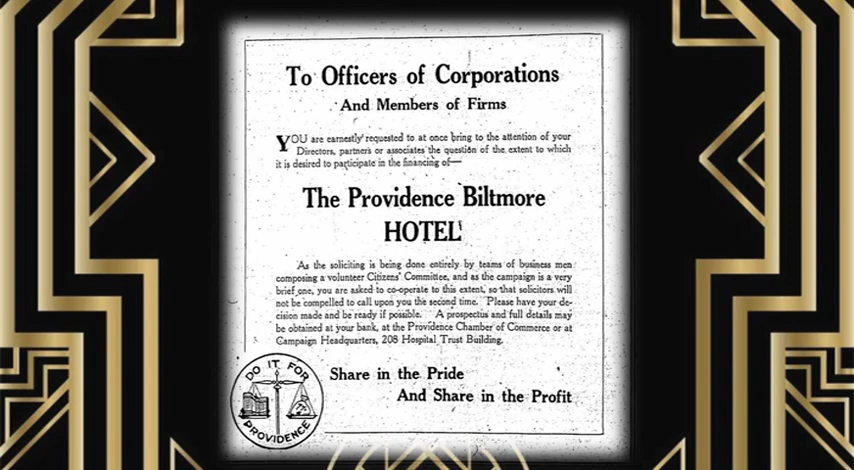 To Officers of Corporations
And Members of Firms
YOU are earnestly requested to at once bring to the attention of your
Directors, partners or associates the question of the extent to which
it is desired to participate in the financing of—
The Providence Biltmore
HOTEL
As the soliciting is being done entirely by teams of business men
composing a volunteer Citizens' Committee, and as the campaign is a very
brief one, you are asked to co-operate to this extent, so that solicitors will
not be compelled to call upon you the second time. Please have your de-
cision made and be ready if possible. A prospectus and full details may
be obtained at your bank, at the Providence Chamber of Commerce or at
Campaign Headquarters, 208 Hospital Trust Building.
DO IT FOR
PROVIDENCE
Share in the Pride
And Share in the Profit